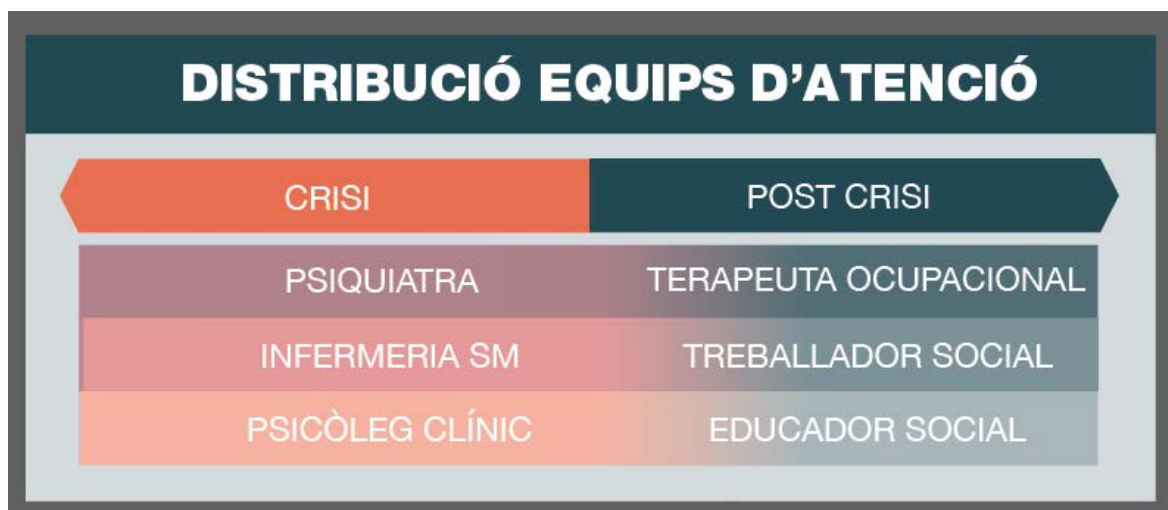 DISTRIBUCIÓ EQUIPS D'ATENCIÓ
CRISI POST CRISI
PSIQUIATRA TERAPEUTA OCUPACIONAL
INFERMERIA SM TREBALLADOR SOCIAL
PSICÒLEG CLÍNIC EDUCADOR SOCIAL